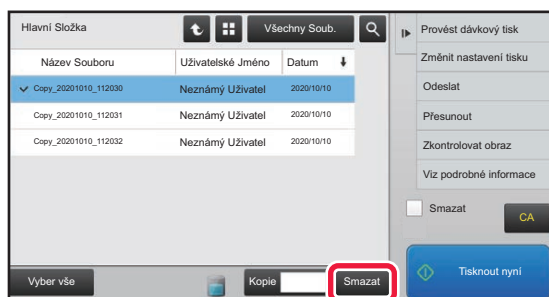 Hlavní Složka
Všechny Soub.
Název Souboru Uživatelské Jméno Datum
Copy_20201010_112030 Neznámý Uživatel 2020/10/10
Copy_20201010_112031 Neznámý Uživatel 2020/10/10
Copy_20201010_112032 Neznámý Uživatel 2020/10/10
Vyber vše
Kopie
Smazat
Provést dávkový tisk
Změnit nastavení tisku
Odeslat
Přesunout
Zkontrolovat obraz
Viz podrobné informace
Smazat
CA
Tisknout nyní